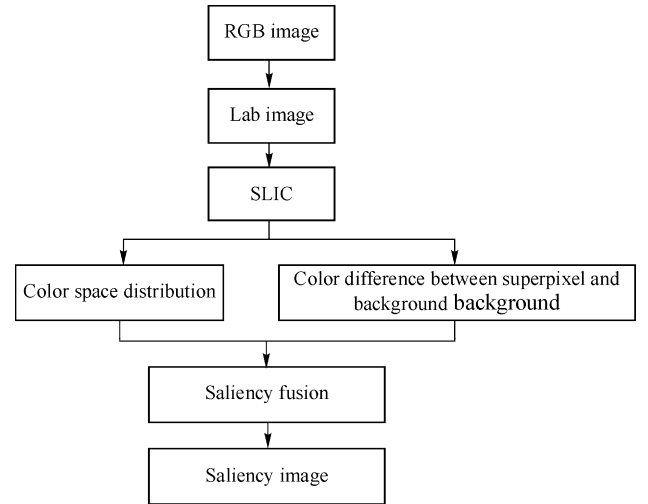 RGB image
Lab image
SLIC
Color space distribution
Color difference between superpixel and
background background
Saliency fusion
Saliency image